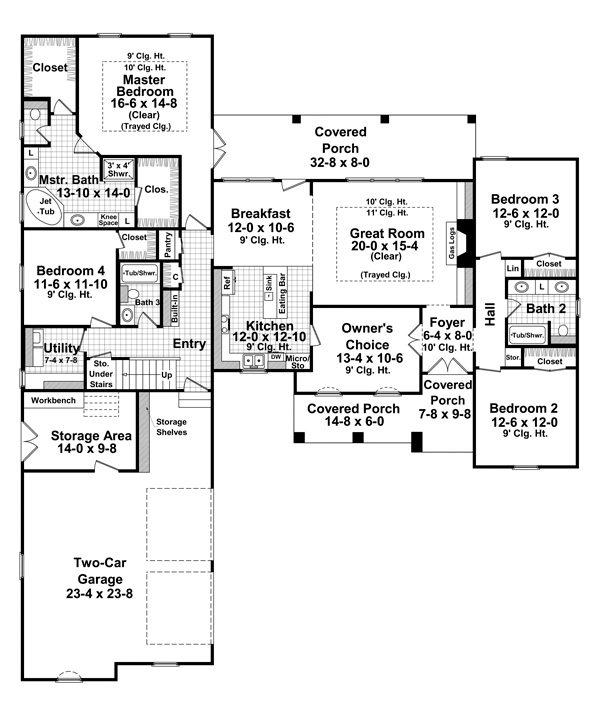 Closet
9' Clg. Ht.
10' Clg. Ht.
Master
Bedroom
16-6 x 14-8
(Clear)
(Trayed Clg.)
L
3' x 4'
Shwr.
Mstr. Bath
13-10 x 14-0
Jet
-Tub
Knee
Space
L
Clos.
Covered
Porch
32-8 x 8-0
Breakfast
12-0 x 10-6
9' Clg. Ht.
10' Clg. Ht.
11' Clg. Ht.
Great Room
20-0 x 15-4
(Clear)
(Trayed Clg.)
Gas Logs
Bedroom 3
12-6 x 12-0
9' Clg. Ht.
Lin
Closet
L
Bath 2
Tub/Shwr.
Hall
Stor.
Closet
Bedroom 2
12-6 x 12-0
9' Clg. Ht.
Closet
Pantry
Bedroom 4
11-6 x 11-10
9' Clg. Ht.
Tub/Shwr.
C
Bath 3
Built-in
Ref
Sink
Eating Bar
Kitchen
12-0 x 12-10
9' Clg. Ht.
DW
Micro/
Sto
Owner's
Choice
13-4 x 10-6
9' Clg. Ht.
Foyer
6-4 x 8-0
10' Clg. Ht.
Covered
Porch
7-8 x 9-8
Covered Porch
14-8 x 6-0
Utility
7-4 x 7-8
Entry
Sto.
Under
Stairs
Up
Workbench
Storage
Shelves
Storage Area
14-0 x 9-8
Two-Car
Garage
23-4 x 23-8